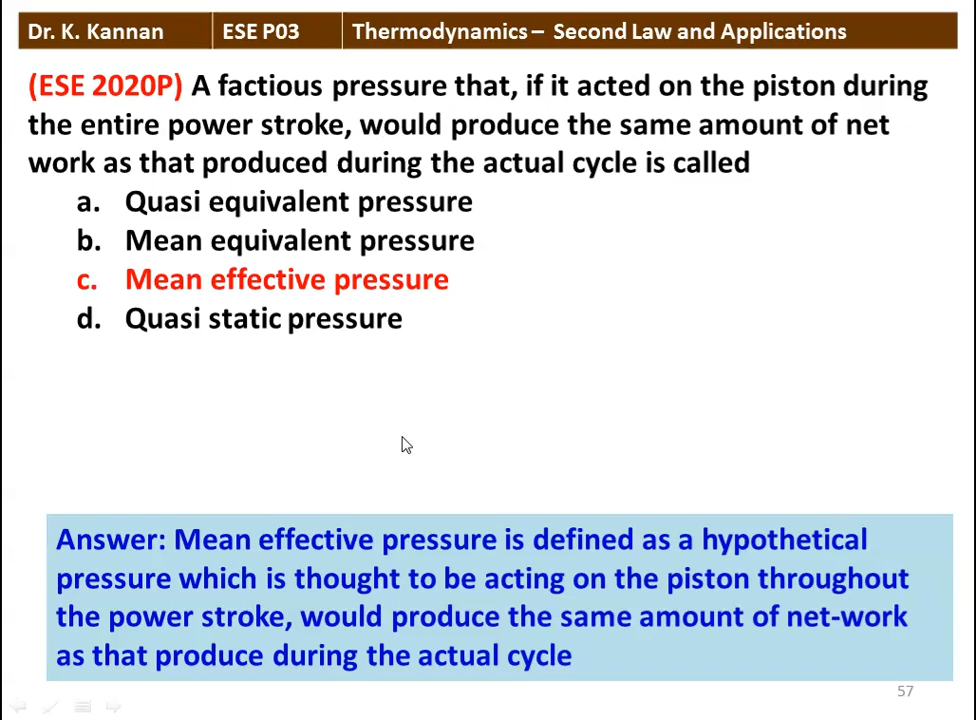 Dr. K. Kannan ESE P03 Thermodynamics – Second Law and Applications
(ESE 2020P) A factious pressure that, if it acted on the piston during
the entire power stroke, would produce the same amount of net
work as that produced during the actual cycle is called
a. Quasi equivalent pressure
b. Mean equivalent pressure
c. Mean effective pressure
d. Quasi static pressure
Answer: Mean effective pressure is defined as a hypothetical
pressure which is thought to be acting on the piston throughout
the power stroke, would produce the same amount of net-work
as that produce during the actual cycle
57